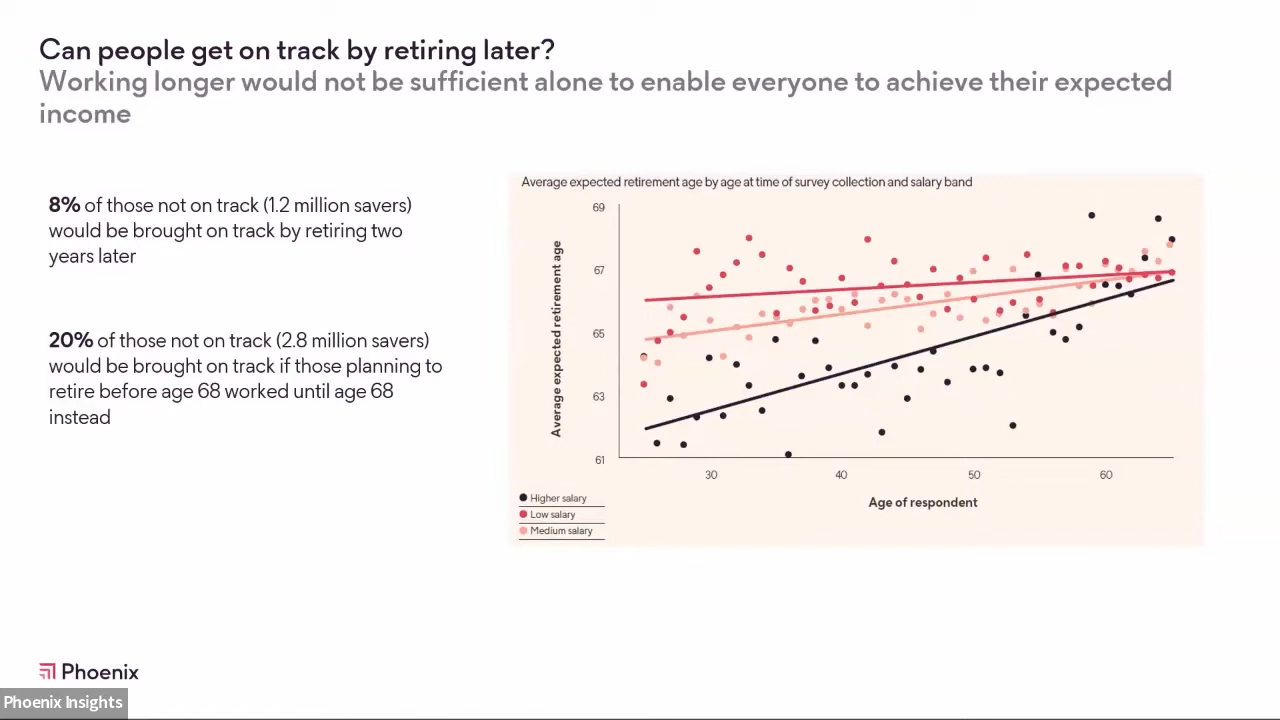 Can people get on track by retiring later?
Working longer would not be sufficient alone to enable everyone to achieve their expected
income
8% of those not on track (1.2 million savers)
would be brought on track by retiring two
years later
20% of those not on track (2.8 million savers)
would be brought on track if those planning to
retire before age 68 worked until age 68
instead
Average expected retirement age by age at time of survey collection and salary band
Average expected retirement age
69
67
65
63
61
30 40 50 60
Age of respondent
Higher salary
Low salary
Medium salary
Phoenix
Phoenix Insights